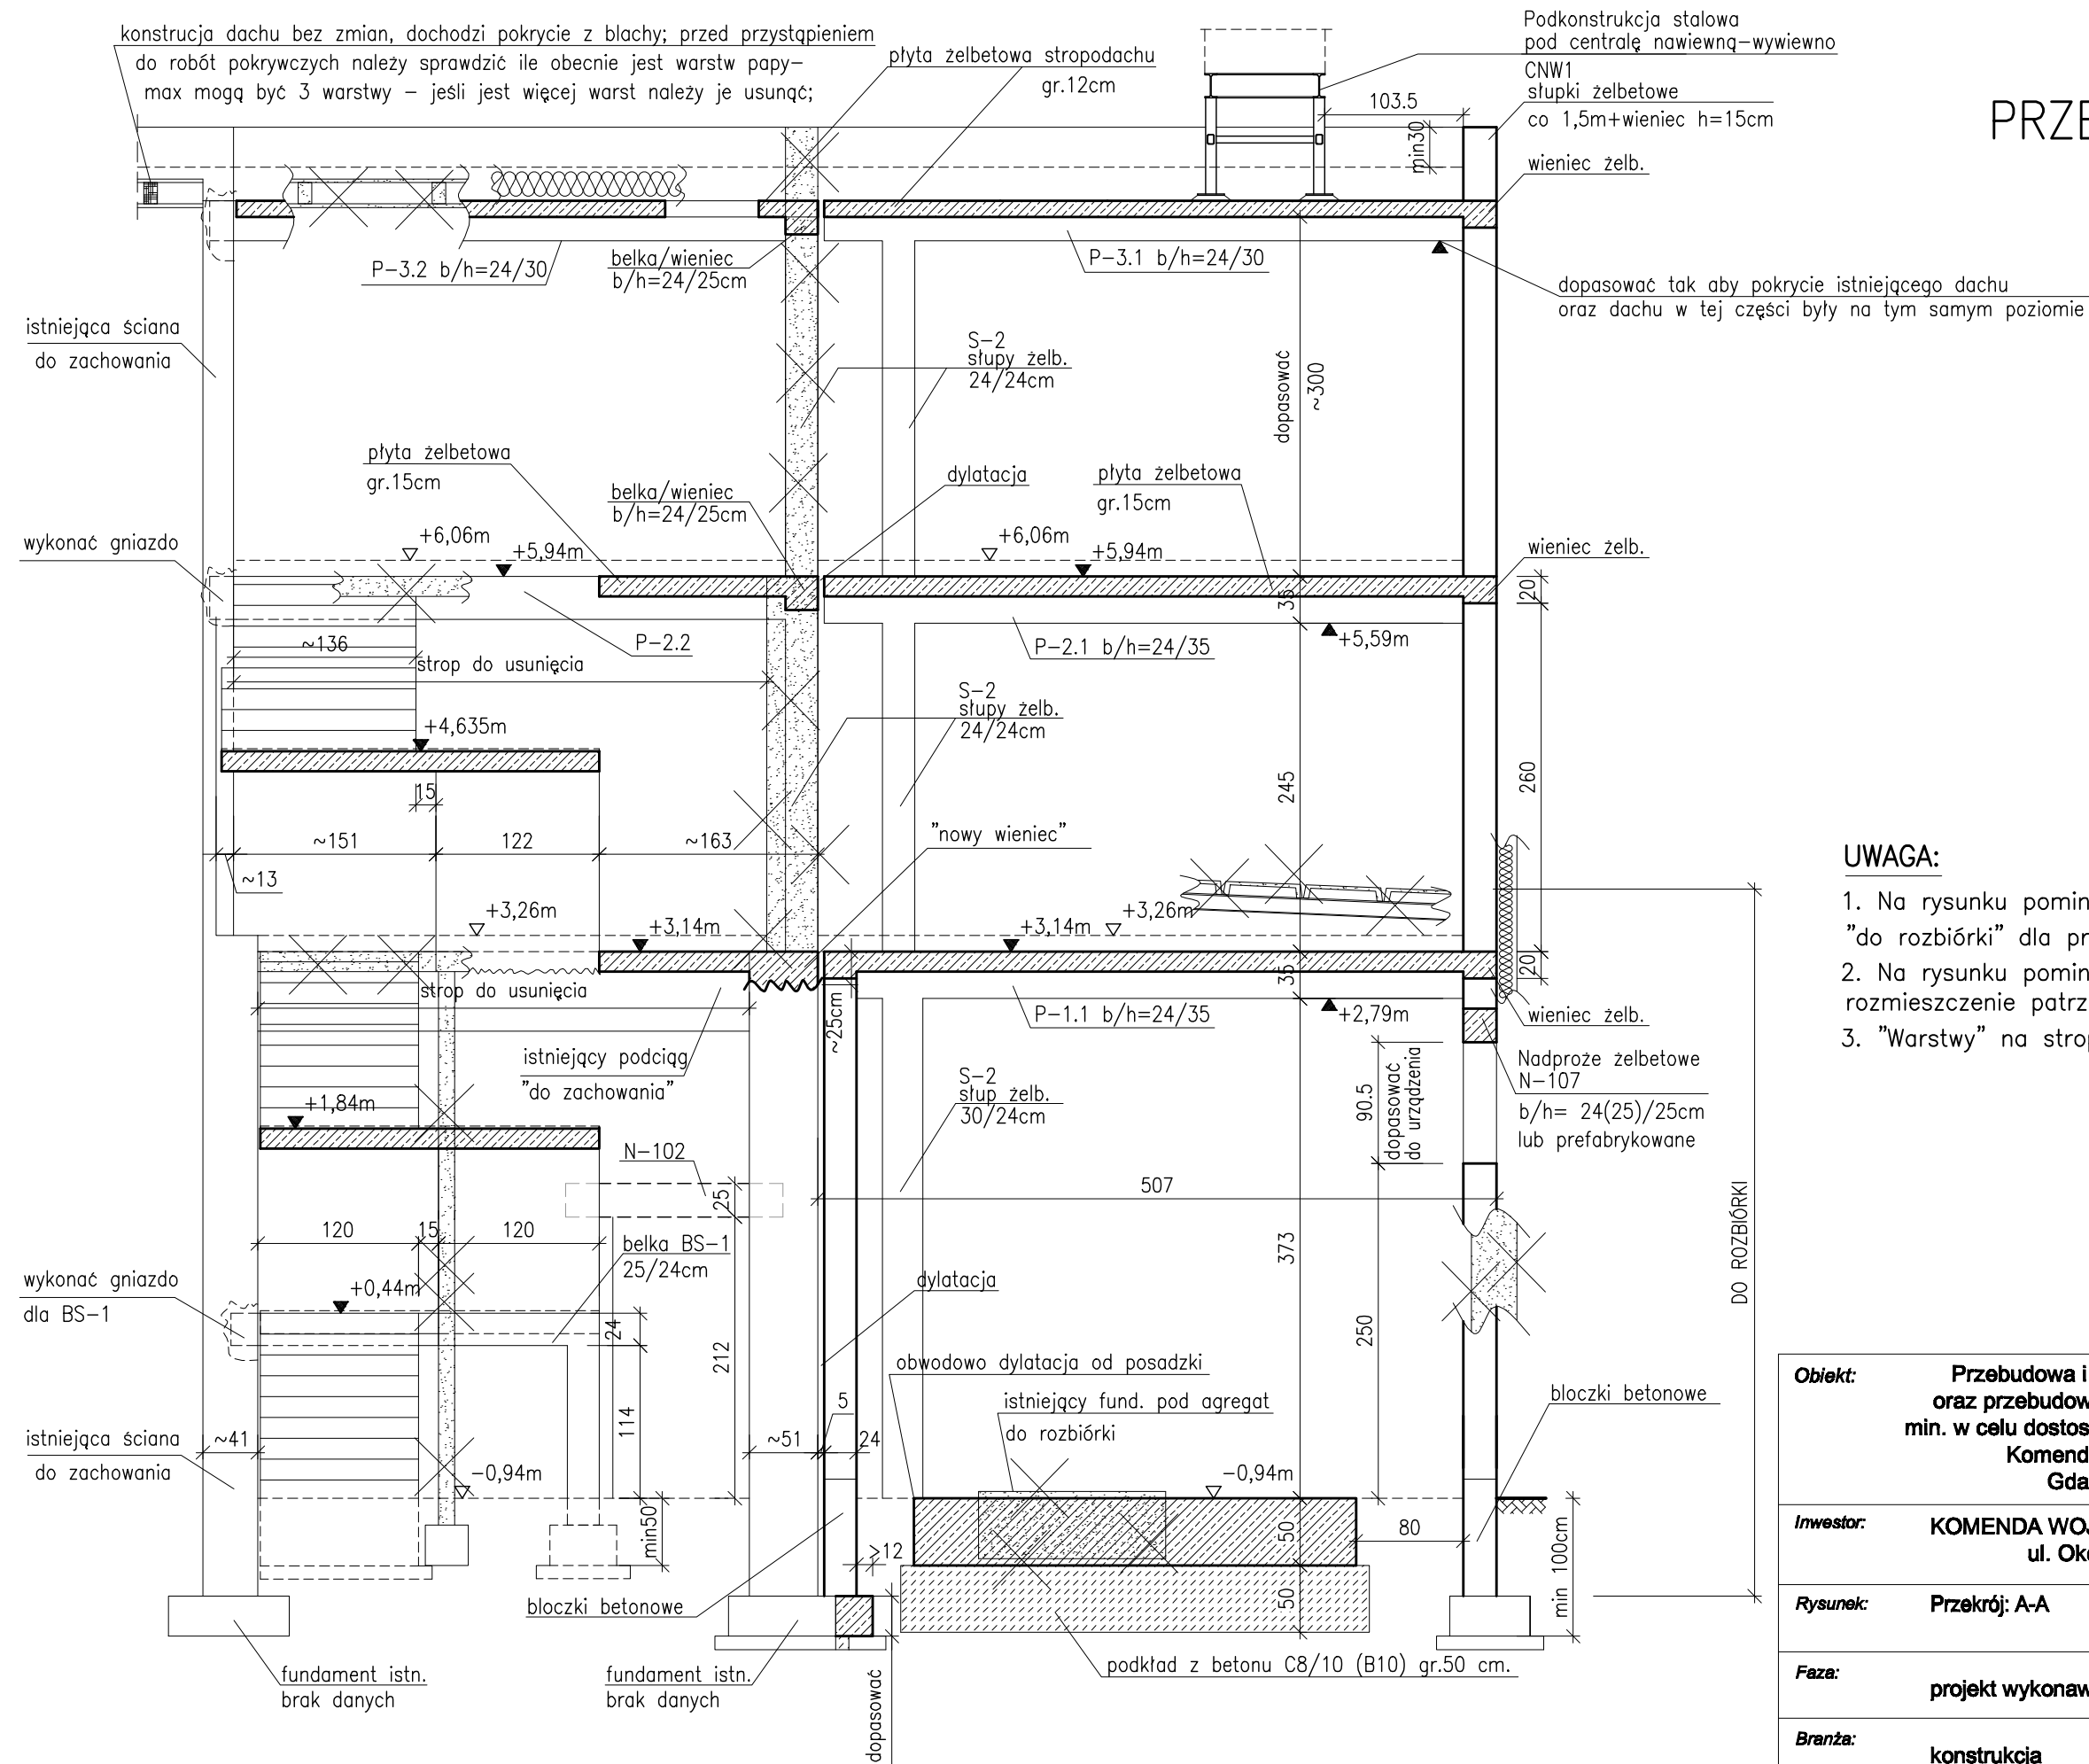 konstrucja dachu bez zmian, dochodzi pokrycie z blachy; przed przystąpieniem
do robót pokrywczych należy sprawdzić ile obecnie jest warstw papy-
max mogą być 3 warstwy - jeśli jest więcej warst należy je usunąć;
płyta żelbetowa stropodachu
gr.12cm
Podkonstrukcja stalowa
pod centralę nawiewną-wywiewno
CNW1
słupki żelbetowe
co 1,5m+wieniec h=15cm
103.5
min30
PRZE
wieniec żelb.
P-3.2 b/h=24/30
belka/wieniec
b/h=24/25cm
P-3.1 b/h=24/30
dopasować tak aby pokrycie istniejącego dachu
oraz dachu w tej części były na tym samym poziomie
istniejąca ściana
do zachowania
S-2
słupy żelb.
24/24cm
dopasować
~300
płyta żelbetowa
gr.15cm
belka/wieniec
b/h=24/25cm
dylatacja
płyta żelbetowa
gr.15cm
wykonać gniazdo
+6,06m
+5,94m
+6,06m
+5,94m
wieniec żelb.
20
35
~136
strop do usunięcia
P-2.2
P-2.1 b/h=24/35
+5,59m
+4,635m
S-2
słupy żelb.
24/24cm
245
260
15
~151
122
~163
~13
"nowy wieniec"
+3,26m
+3,14m
+3,14m
+3,26m
35
20
strop do usunięcia
~25cm
P-1.1 b/h=24/35
+2,79m
wieniec żelb.
UWAGA:
1. Na rysunku pomin
"do rozbiórki" dla pr
2. Na rysunku pomin
rozmieszczenie patrz
3. "Warstwy" na strop
istniejący podciąg
"do zachowania"
S-2
słup żelb.
30/24cm
90.5
dopasować
do urządzenia
Nadproże żelbetowe
N-107
b/h= 24(25)/25cm
lub prefabrykowane
+1,84m
N-102
25
507
DO ROZBIÓRKI
120
15
120
belka BS-1
25/24cm
373
wykonać gniazdo
dla BS-1
+0,44m
24
212
dylatacja
250
obwodowo dylatacja od posadzki
istniejący fund. pod agregat
do rozbiórki
bloczki betonowe
114
5
istniejąca ściana
do zachowania
~41
~51
24
-0,94m
-0,94m
min50
50
80
>12
min 100cm
50
bloczki betonowe
podkład z betonu C8/10 (B10) gr.50 cm.
fundament istn.
brak danych
fundament istn.
brak danych
dopasować
Obiekt:
Przebudowa i
oraz przebudow
min. w celu dostos
Komend
Gda
Inwestor:
KOMENDA WOJ
ul. Oko
Rysunek:
Przekrój: A-A
Faza:
projekt wykonaw
Branża:
konstrukcja